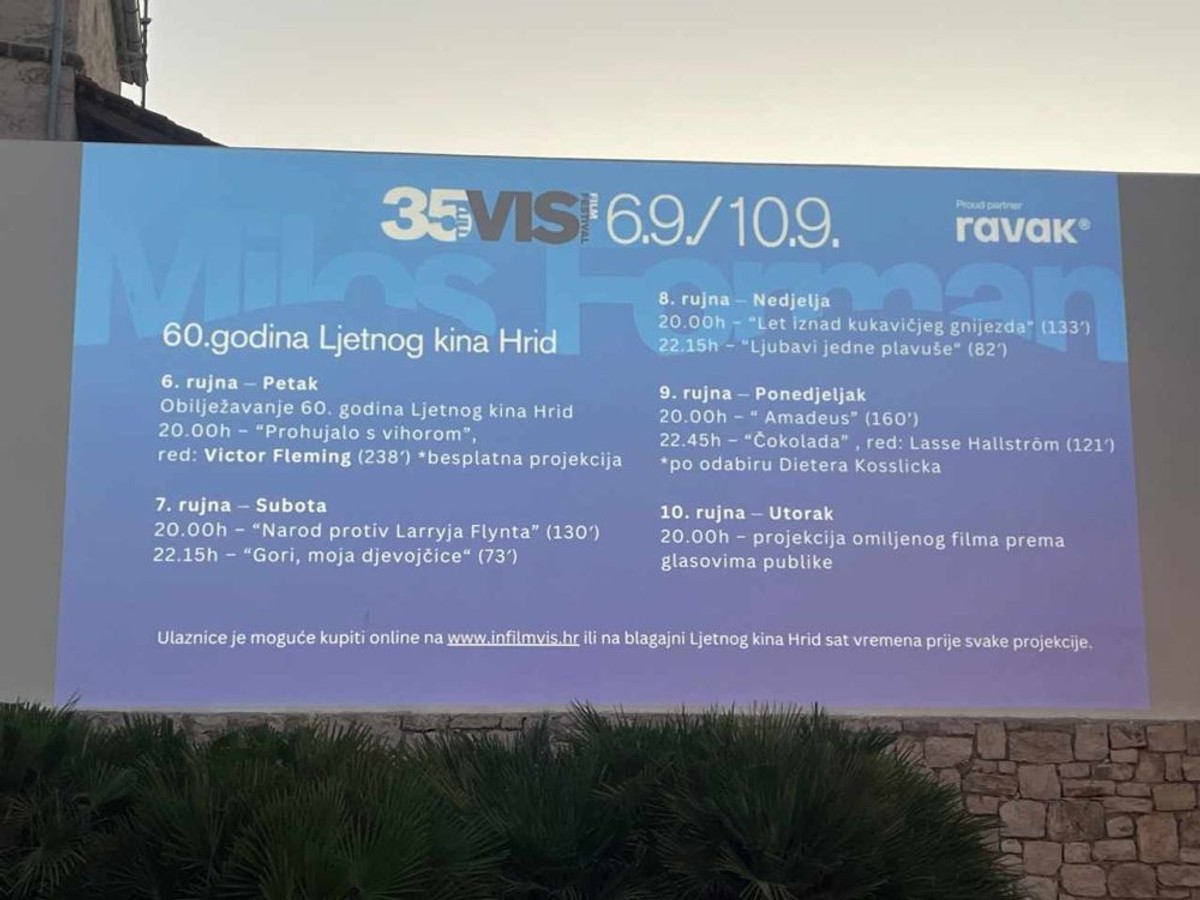 35mm VIS FILM FESTIVAL 6.9./10.9.
Proud partner
ravak®
Milos Forman
60.godina Ljetnog kina Hrid
6. rujna – Petak
Obilježavanje 60. godina Ljetnog kina Hrid
20.00h – “Prohujalo s vihorom”,
red: Victor Fleming (238’) *besplatna projekcija
7. rujna – Subota
20.00h – “Narod protiv Larryja Flynta” (130’)
22.15h – “Gori, moja djevojčice“ (73’)
8. rujna – Nedjelja
20.00h – “Let iznad kukavičjeg gnijezda” (133’)
22.15h – “Ljubavi jedne plavuše“ (82’)
9. rujna – Ponedjeljak
20.00h – “ Amadeus” (160’)
22.45h – “Čokolada” , red: Lasse Hallström (121’)
*po odabiru Dietera Kosslicka
10. rujna – Utorak
20.00h – projekcija omiljenog filma prema
glasovima publike
Ulaznice je moguće kupiti online na www.infilmvis.hr ili na blagajni Ljetnog kina Hrid sat vremena prije svake projekcije.